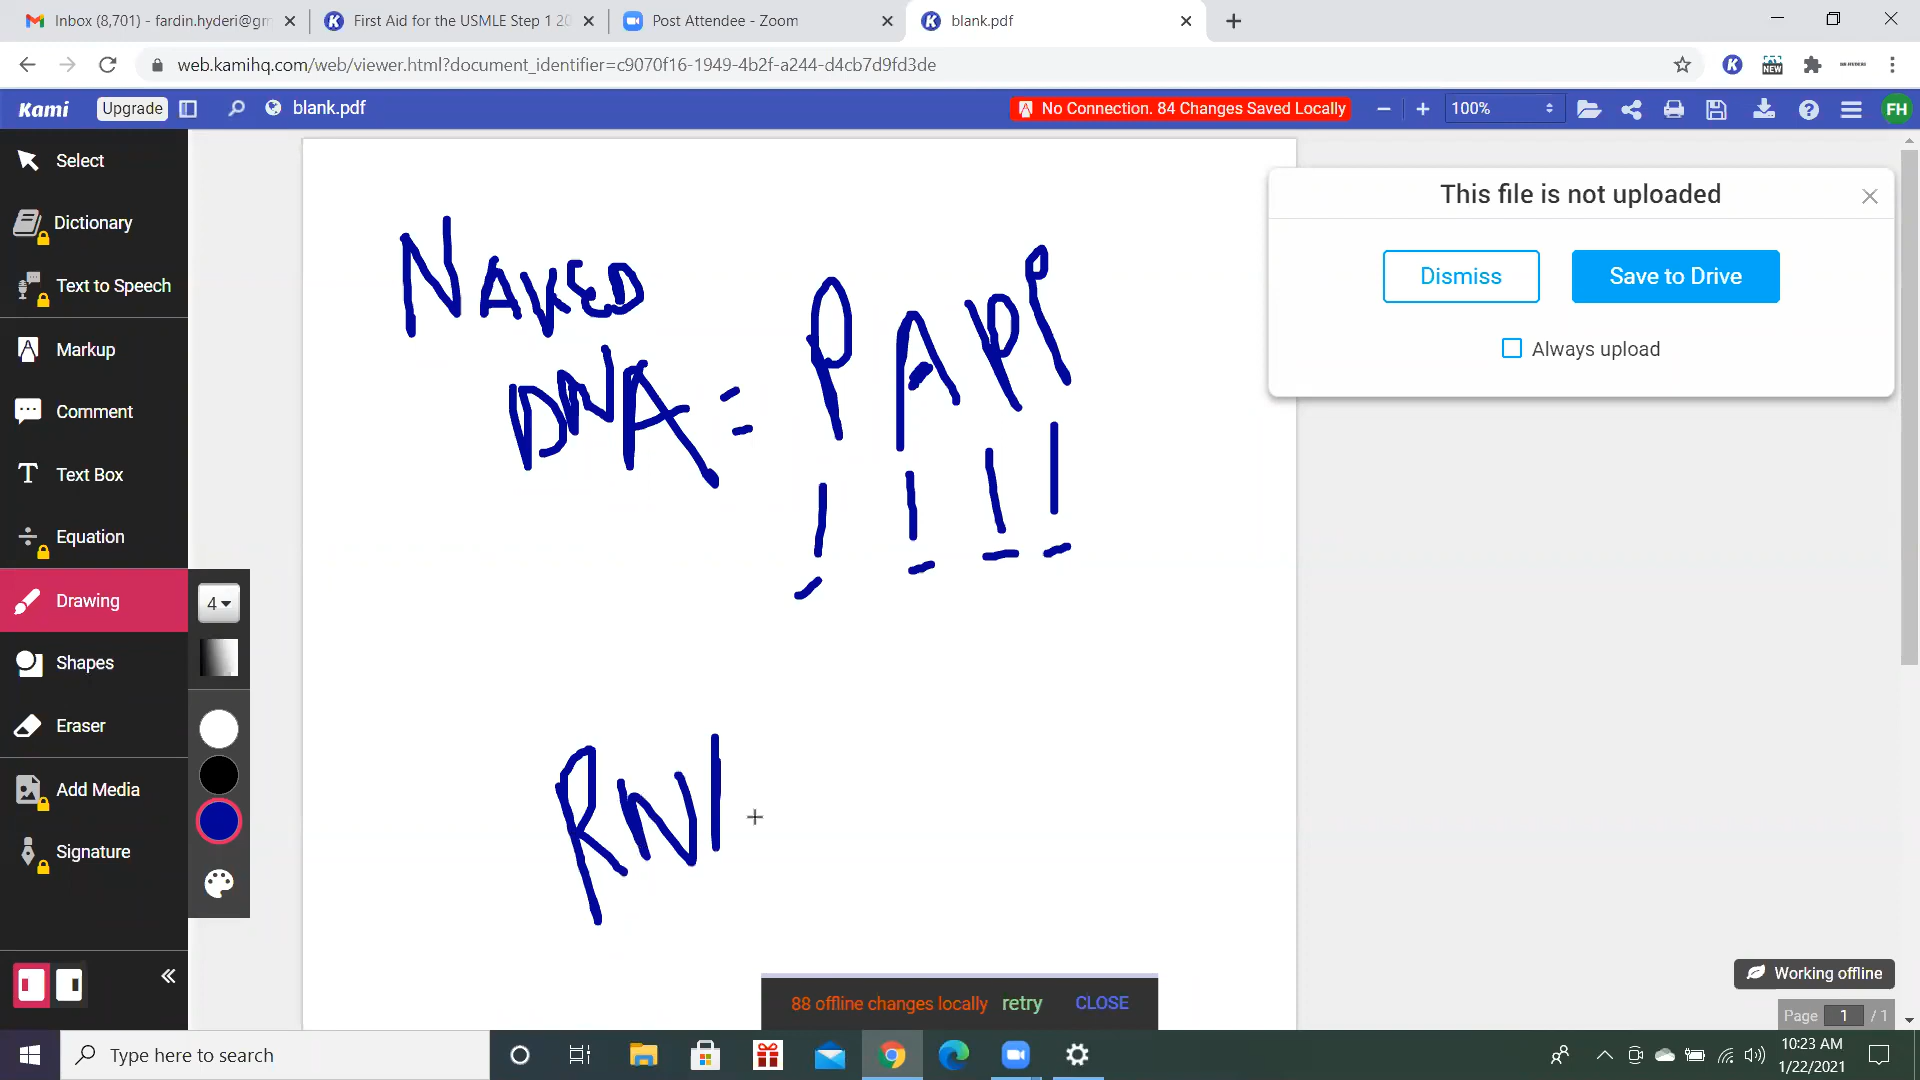 Inbox (8,701) - fardin.hyderi@gm
First Aid for the USMLE Step 1 20
Post Attendee - Zoom
blank.pdf
web.kamihq.com/web/viewer.html?document_identifier=c9070f16-1949-4b2f-a244-d4cb7d9fd3de
NEW
Kami Upgrade blank.pdf No Connection. 84 Changes Saved Locally 100% FH
Select
Dictionary
Text to Speech
Markup
Comment
Text Box
Equation
Drawing
Shapes
Eraser
Add Media
Signature
4
This file is not uploaded
Dismiss Save to Drive
Always upload
NAKED
DNA = PAPP
RN
Working offline
88 offline changes locally retry CLOSE
Page 1 / 1
Type here to search
10:23 AM
1/22/2021